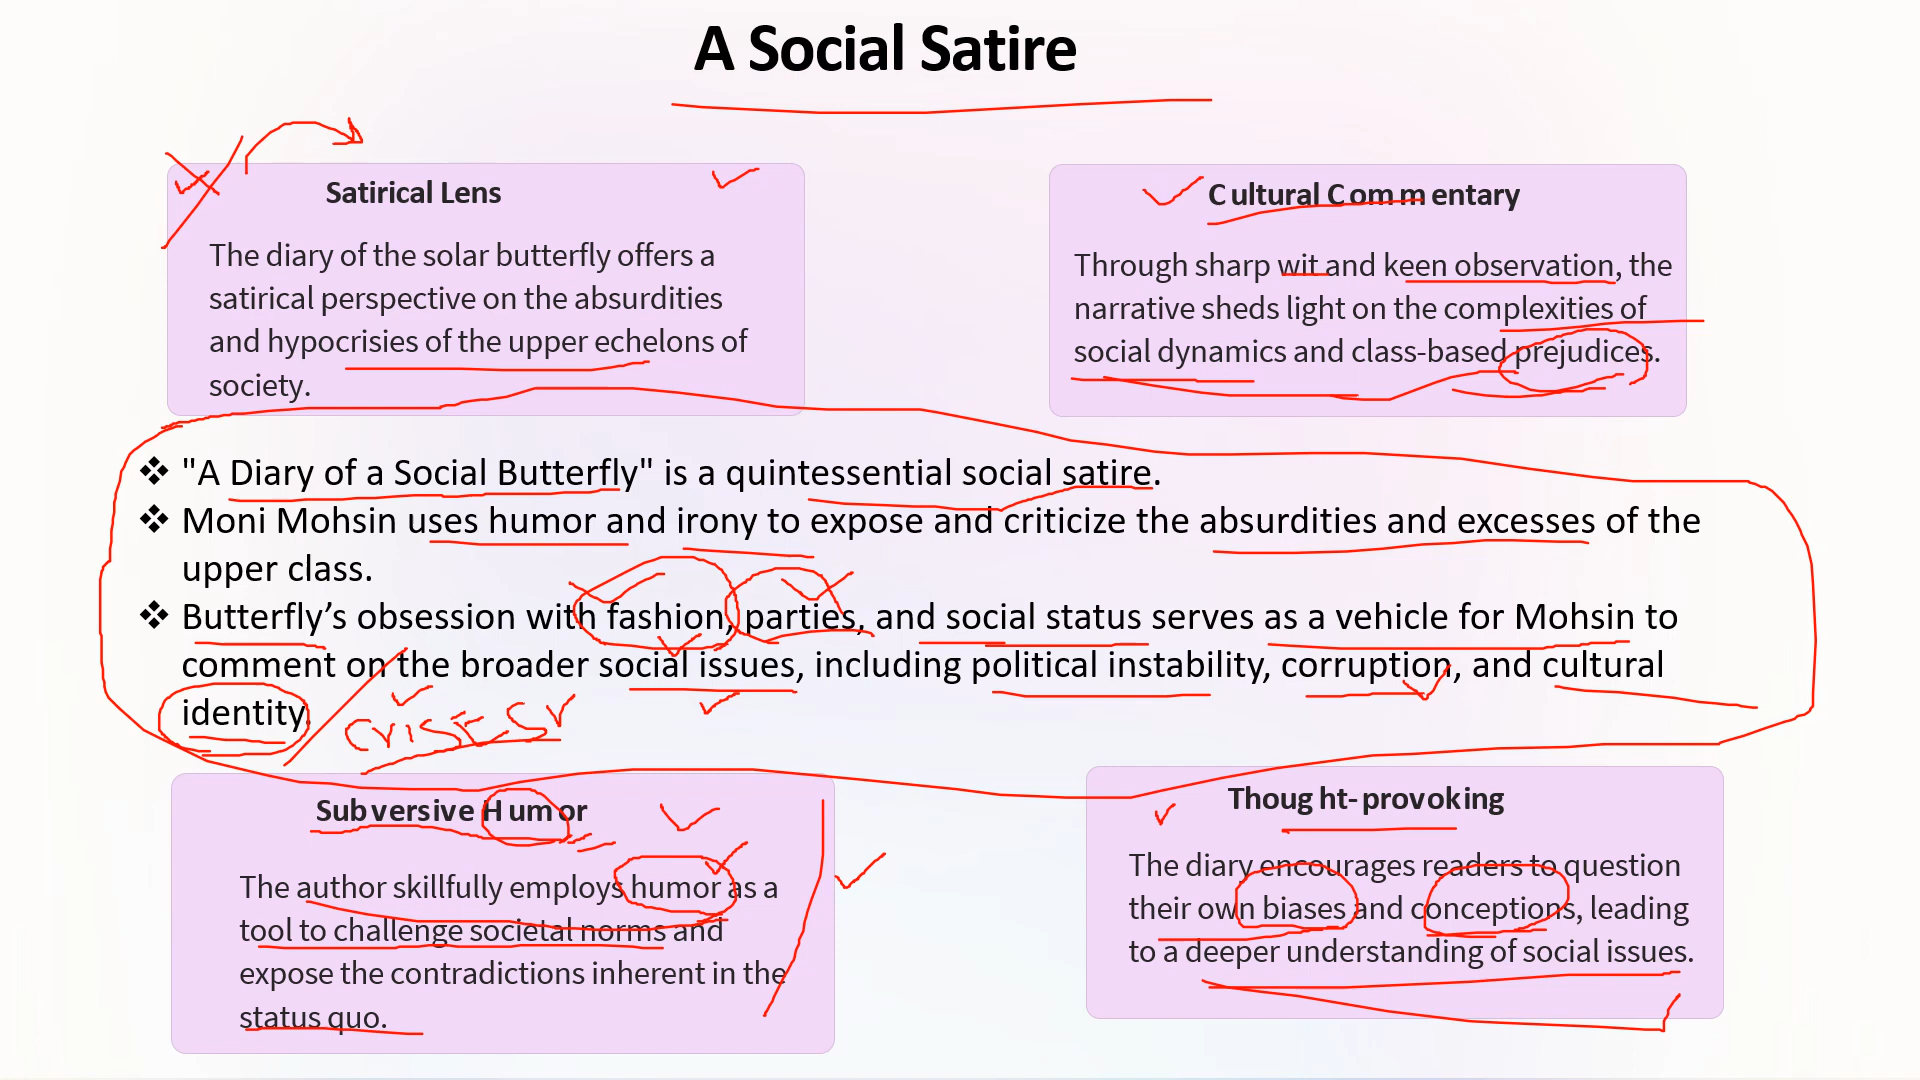 A Social Satire
Satirical Lens
The diary of the solar butterfly offers a
satirical perspective on the absurdities
and hypocrisies of the upper echelons of
society.
Cultural Commentary
Through sharp wit and keen observation, the
narrative sheds light on the complexities of
social dynamics and class-based prejudices.
❖ "A Diary of a Social Butterfly" is a quintessential social satire.
❖ Moni Mohsin uses humor and irony to expose and criticize the absurdities and excesses of the
upper class.
❖ Butterfly’s obsession with fashion, parties, and social status serves as a vehicle for Mohsin to
comment on the broader social issues, including political instability, corruption, and cultural
identity.
CRISES
Subversive Humor
The author skillfully employs humor as a
tool to challenge societal norms and
expose the contradictions inherent in the
status quo.
Thought-provoking
The diary encourages readers to question
their own biases and conceptions, leading
to a deeper understanding of social issues.